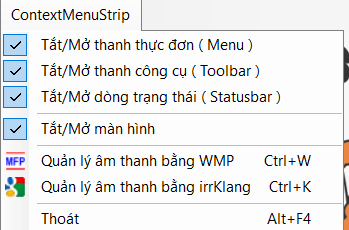 ContextMenuStrip
Tắt/Mở thanh thực đơn ( Menu )
Tắt/Mở thanh công cụ ( Toolbar )
Tắt/Mở dòng trạng thái ( Statusbar )
Tắt/Mở màn hình
MFP Quản lý âm thanh bằng WMP Ctrl+W
Quản lý âm thanh bằng irrKlang Ctrl+K
Thoát Alt+F4